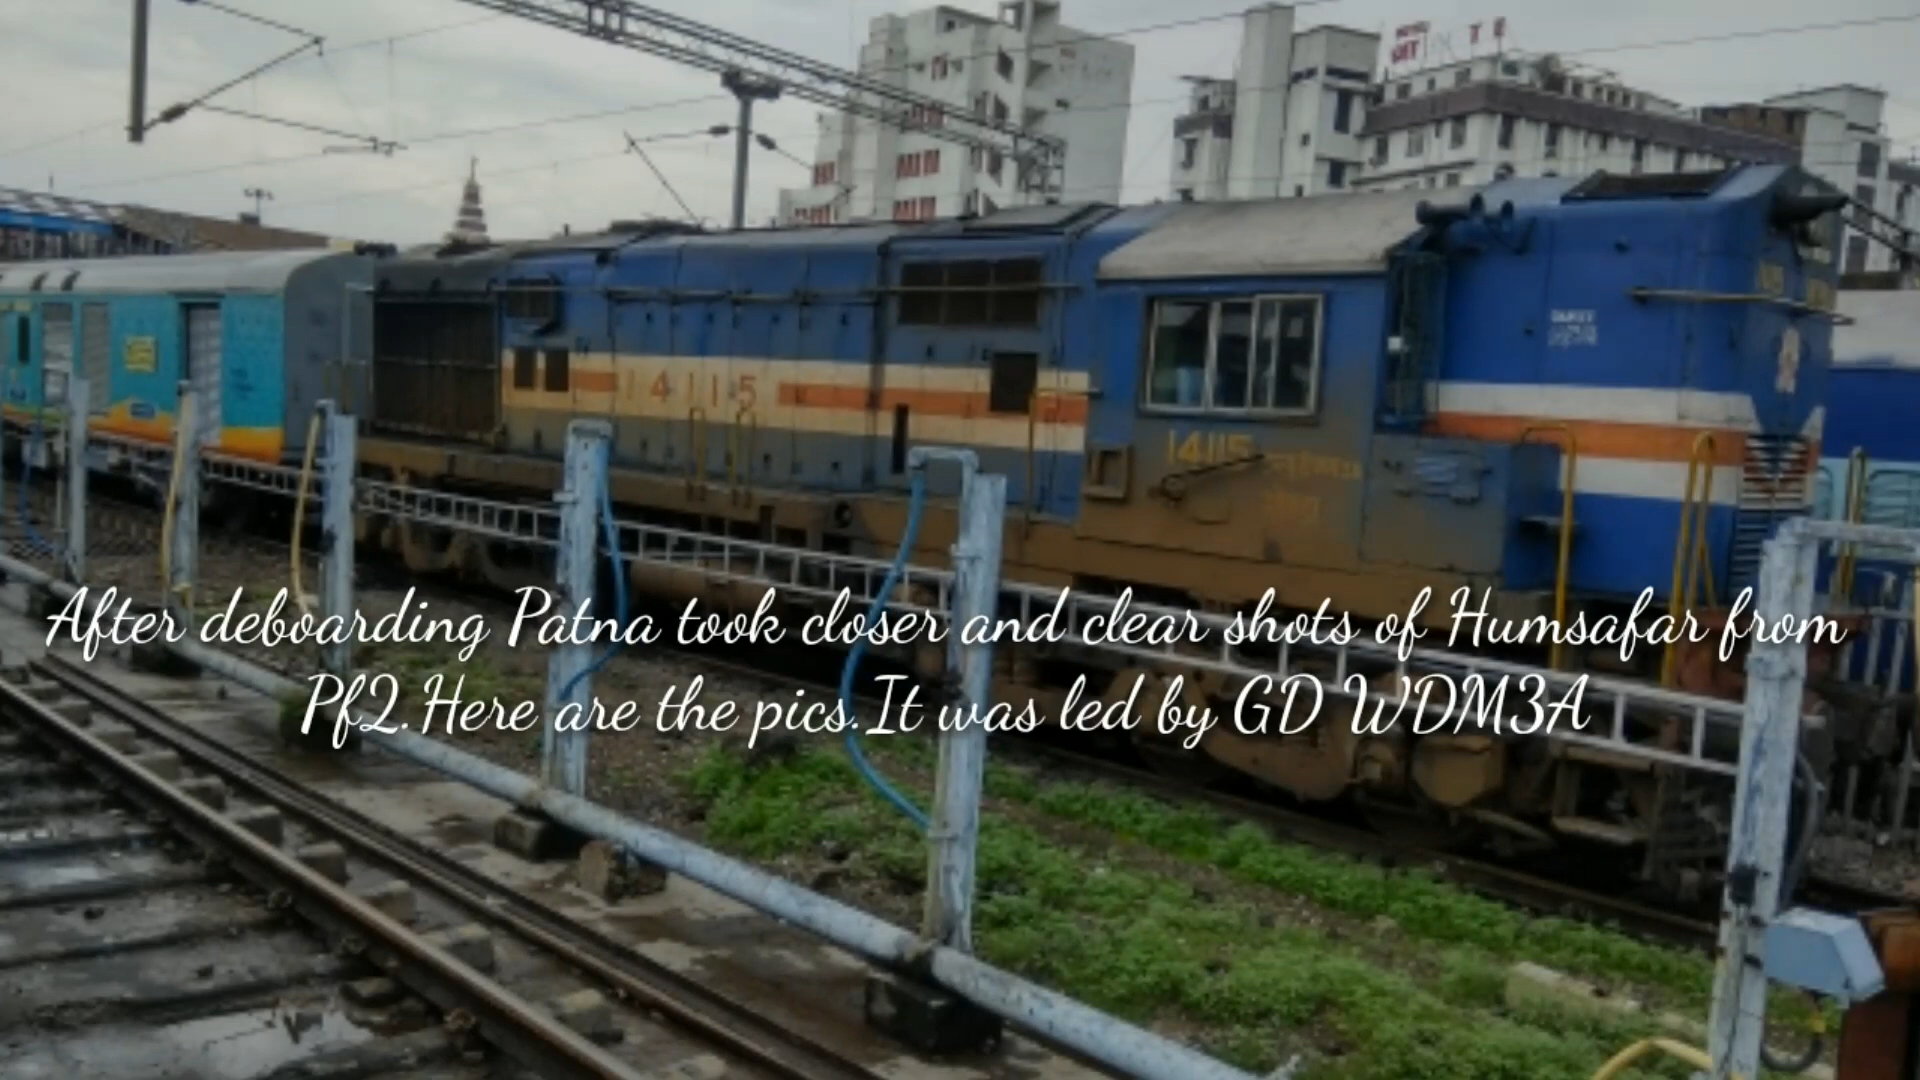 After deboarding Patna took closer and clear shots of Humsafar from
Pf2.Here are the pics.It was led by GD WDM3A
14115
14115